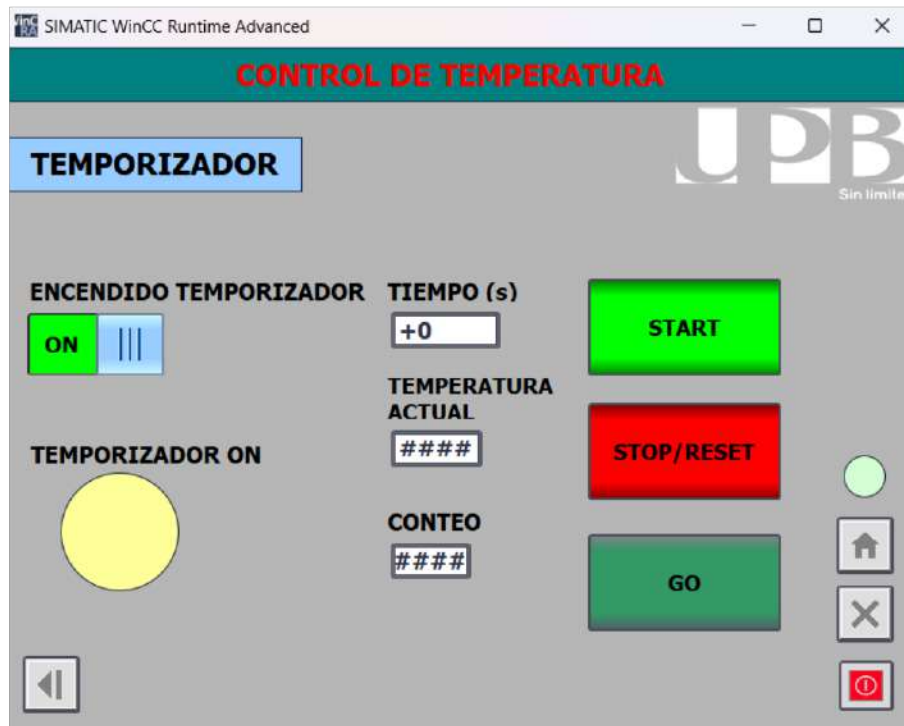 SIMATIC WinCC Runtime Advanced
CONTROL DE TEMPERATURA
TEMPORIZADOR
UPB
Sin limite
ENCENDIDO TEMPORIZADOR
ON
TIEMPO (s)
+0
START
TEMPERATURA
ACTUAL
####
STOP/RESET
TEMPORIZADOR ON
CONTEO
####
GO